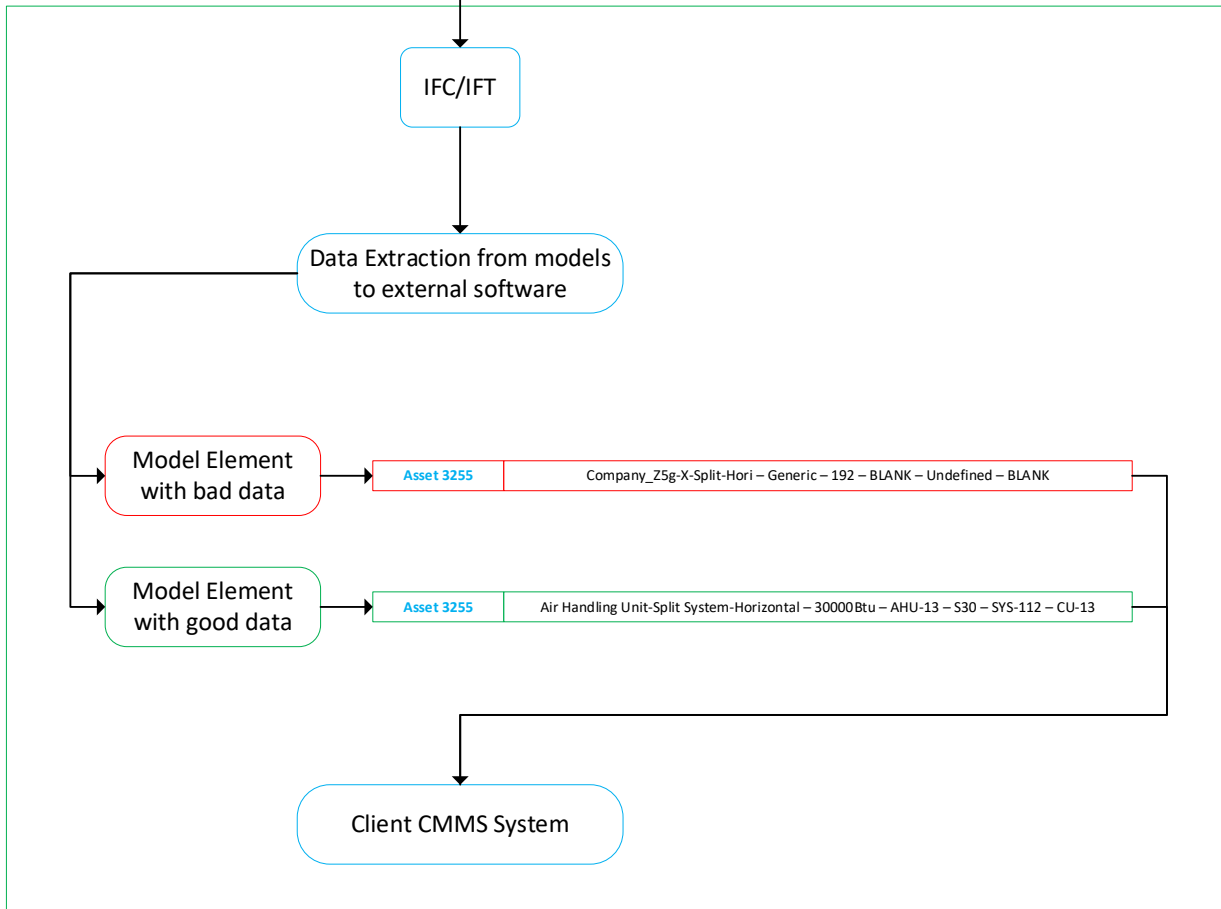 IFC/IFT
Data Extraction from models
to external software
Model Element
with bad data
Asset 3255
Company_Z5g-X-Split-Hori – Generic – 192 – BLANK – Undefined – BLANK
Model Element
with good data
Asset 3255
Air Handling Unit-Split System-Horizontal – 30000Btu – AHU-13 – S30 – SYS-112 – CU-13
Client CMMS System